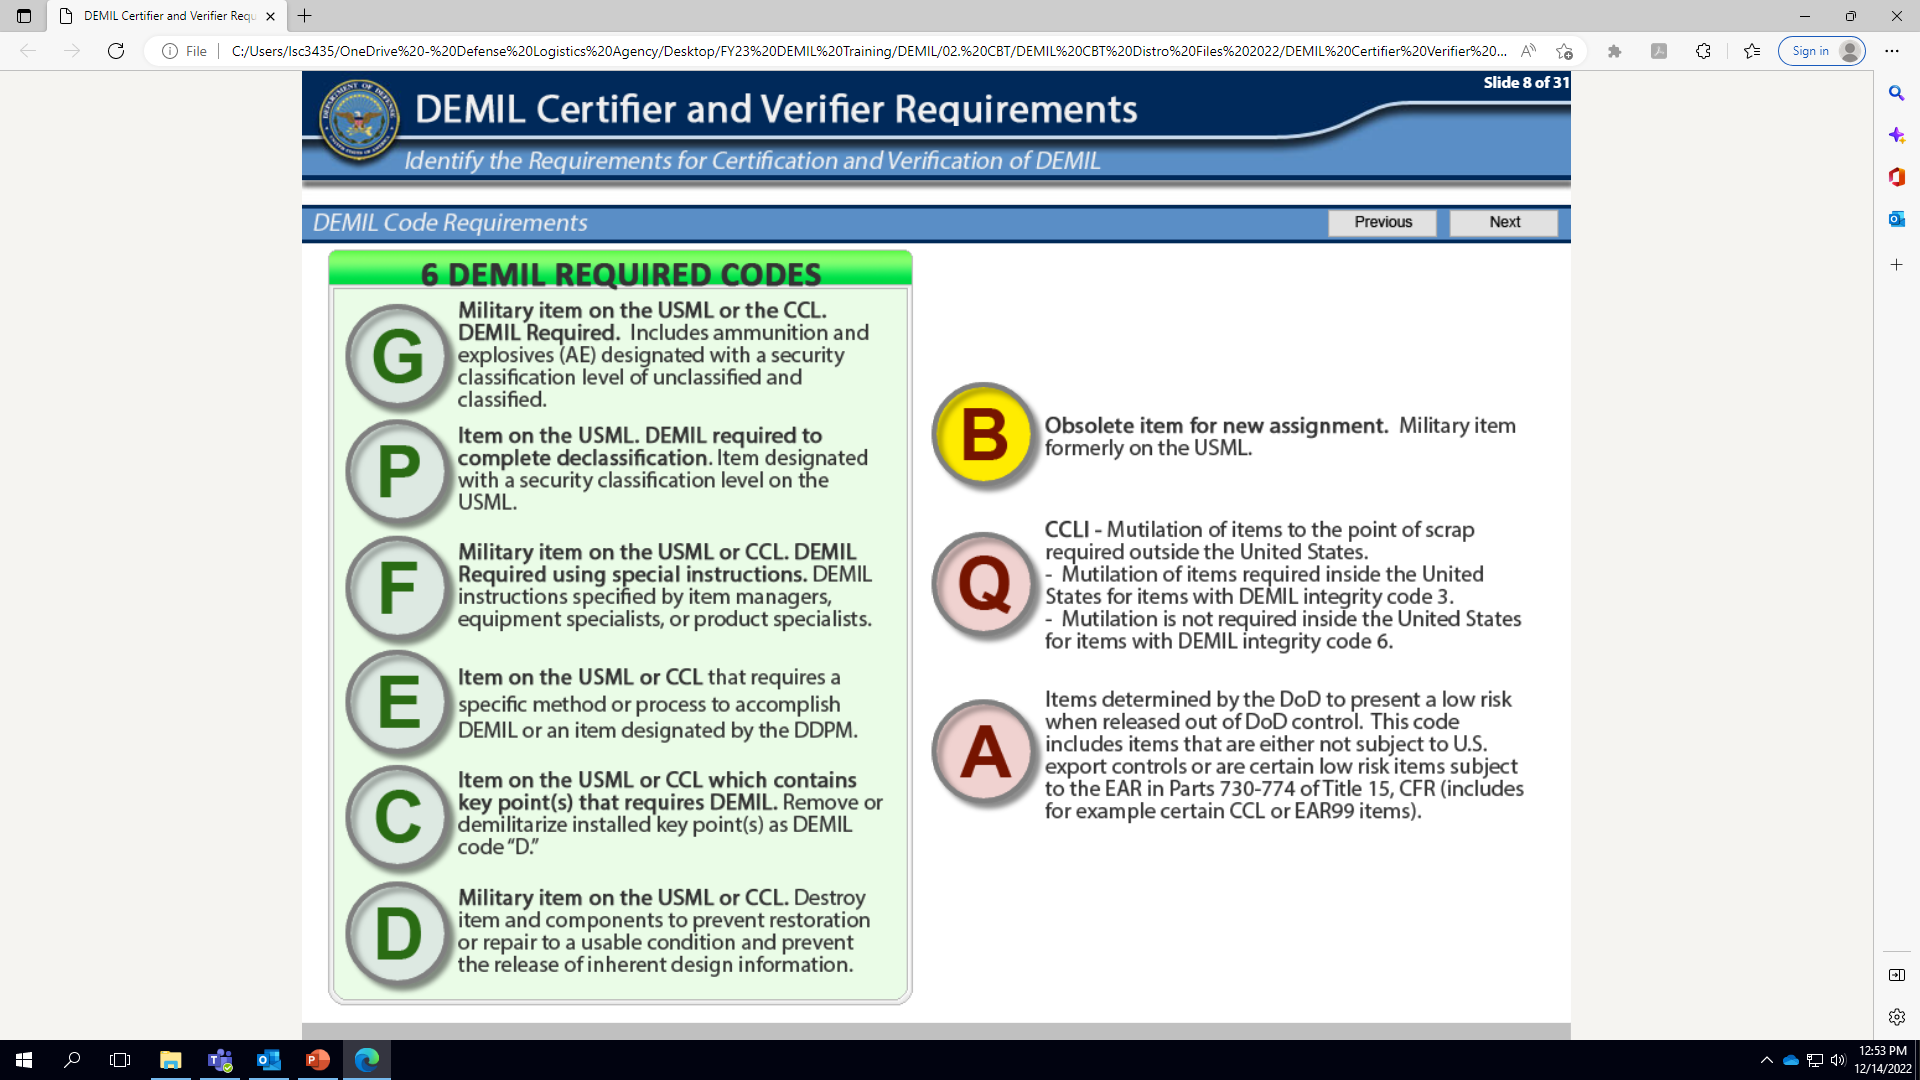 DEMIL Certifier and Verifier Requ
File
C:/Users/lsc3435/OneDrive%20-%20Defense%20Logistics%20Agency/Desktop/FY23%20DEMIL%20Training/DEMIL/02.%20CBT/DEMIL%20CBT%20Distro%20Files%202022/DEMIL%20Certifier%20Verifier%20...
Sign in
Slide 8 of 31
DEPARTMENT OF DEFENSE
UNITED STATES OF AMERICA
DEMIL Certifier and Verifier Requirements
Identify the Requirements for Certification and Verification of DEMIL
DEMIL Code Requirements
Previous
Next
6 DEMIL REQUIRED CODES
G
Military item on the USML or the CCL.
DEMIL Required. Includes ammunition and
explosives (AE) designated with a security
classification level of unclassified and
classified.
P
Item on the USML. DEMIL required to
complete declassification. Item designated
with a security classification level on the
USML.
F
Military item on the USML or CCL. DEMIL
Required using special instructions. DEMIL
instructions specified by item managers,
equipment specialists, or product specialists.
E
Item on the USML or CCL that requires a
specific method or process to accomplish
DEMIL or an item designated by the DDPM.
C
Item on the USML or CCL which contains
key point(s) that requires DEMIL. Remove or
demilitarize installed key point(s) as DEMIL
code “D.”
D
Military item on the USML or CCL. Destroy
item and components to prevent restoration
or repair to a usable condition and prevent
the release of inherent design information.
B
Obsolete item for new assignment. Military item
formerly on the USML.
Q
CCLI - Mutilation of items to the point of scrap
required outside the United States.
- Mutilation of items required inside the United
States for items with DEMIL integrity code 3.
- Mutilation is not required inside the United States
for items with DEMIL integrity code 6.
A
Items determined by the DoD to present a low risk
when released out of DoD control. This code
includes items that are either not subject to U.S.
export controls or are certain low risk items subject
to the EAR in Parts 730-774 of Title 15, CFR (includes
for example certain CCL or EAR99 items).
12:53 PM
12/14/2022